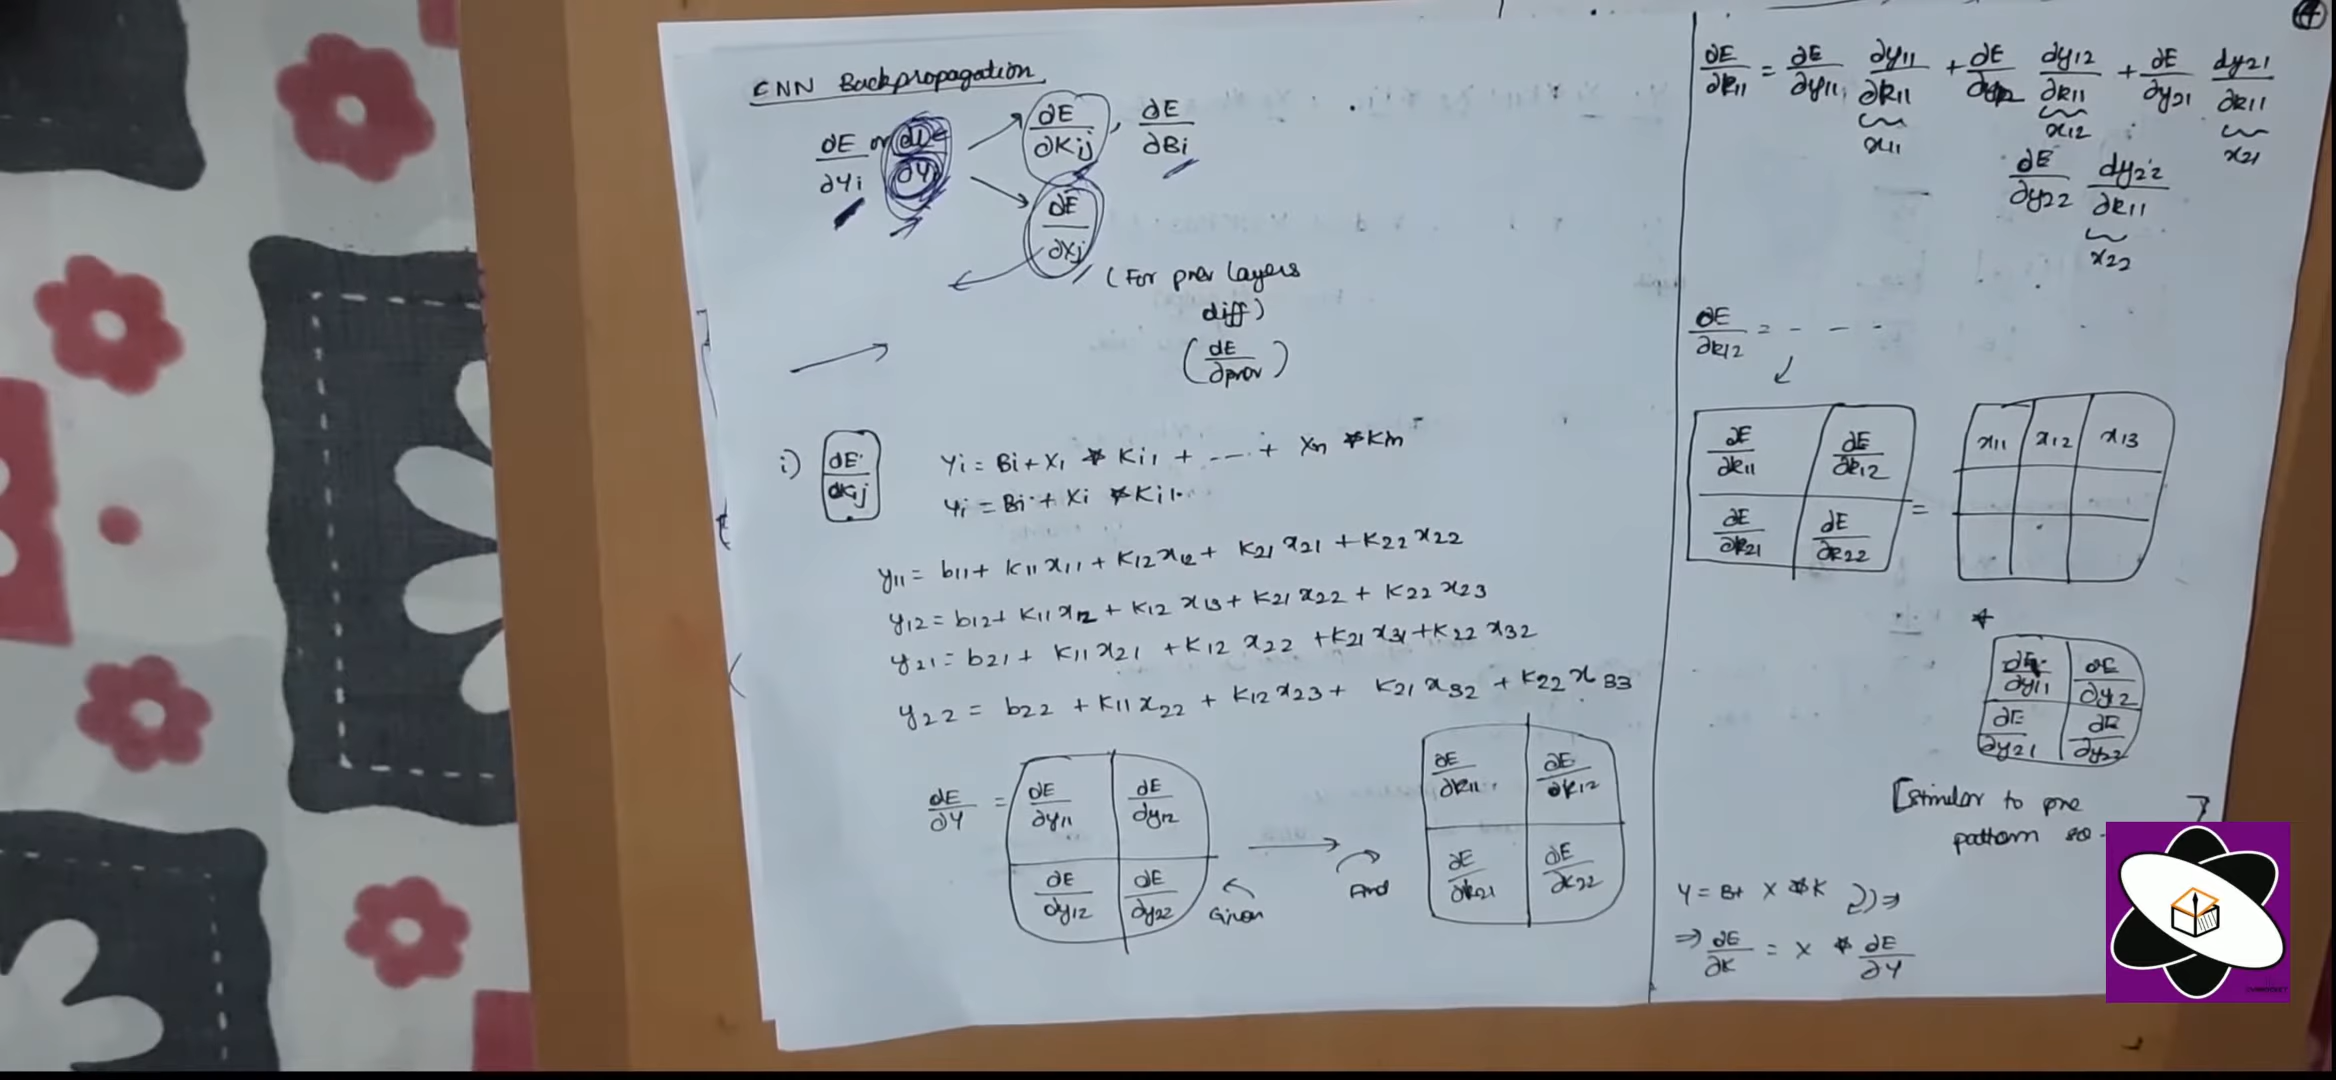 CNN Backpropagation
∂E/∂Yi or ∂L/∂Y → ∂E/∂Kij, ∂E/∂Bi
∂E/∂Xj
(For prev layers
diff)
(∂E/∂prev)
i) ∂E/∂Kij
Yi = Bi + X1 * Ki1 + ---- + Xn * Kin
Yi = Bi + Xi * Ki1
y11 = b11 + K11 x11 + K12 x12 + K21 x21 + K22 x22
y12 = b12 + K11 x12 + K12 x13 + K21 x22 + K22 x23
y21 = b21 + K11 x21 + K12 x22 + K21 x31 + K22 x32
y22 = b22 + K11 x22 + K12 x23 + K21 x32 + K22 x33
∂E/∂Y = ∂E/∂y11 ∂E/∂y12
∂E/∂y12 ∂E/∂y22
Given
→
And
∂E/∂k11 ∂E/∂k12
∂E/∂k21 ∂E/∂k22
4
∂E/∂k11 = ∂E/∂y11 ∂y11/∂k11 + ∂E/∂y12 ∂y12/∂k11 + ∂E/∂y21 ∂y21/∂k11
x11 x12 x21
∂E/∂y22 ∂y22/∂k11
x22
∂E/∂k12 = - - -
∂E/∂k11 ∂E/∂k12
∂E/∂k21 ∂E/∂k22
=
x11 x12 x13
*
∂E/∂y11 ∂E/∂y2
∂E/∂y21 ∂E/∂y22
[Similar to pre
pattern so ]
Y = B + X * K
⇒ ∂E/∂K = X * ∂E/∂Y